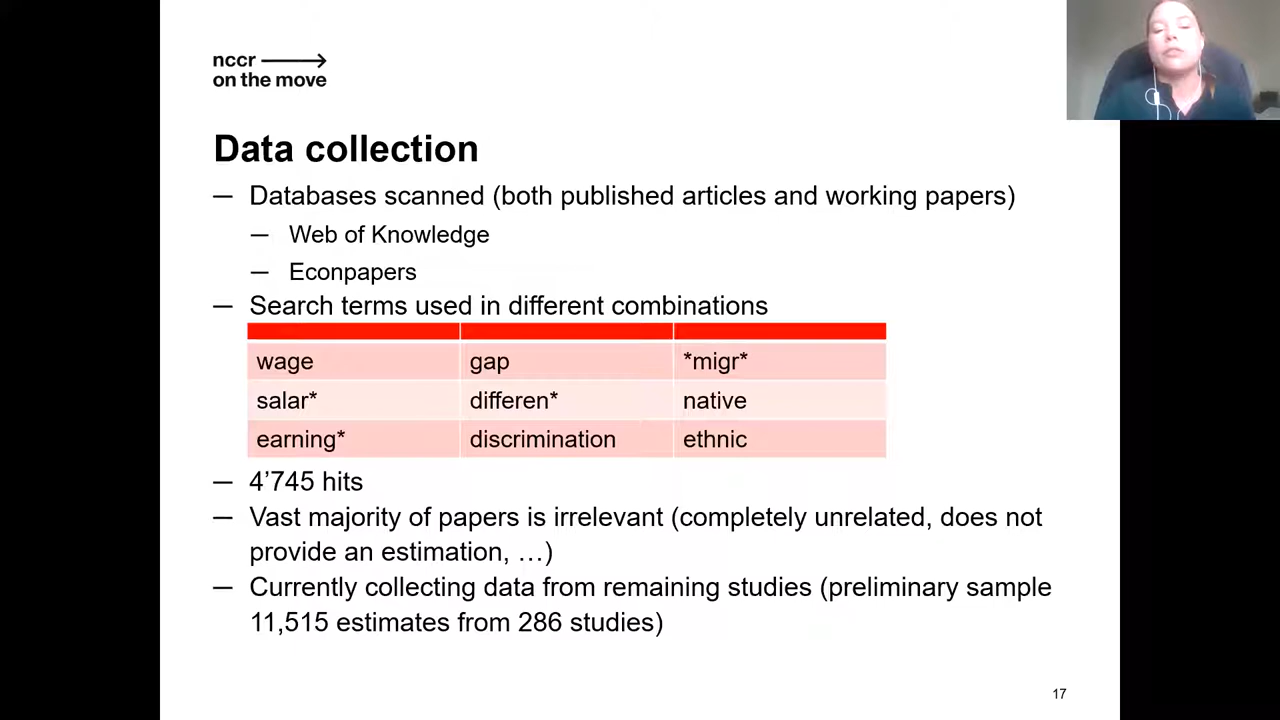 nccr
on the move
Data collection
— Databases scanned (both published articles and working papers)
— Web of Knowledge
— Econpapers
— Search terms used in different combinations
wage gap *migr*
salar* differen* native
earning* discrimination ethnic
— 4’745 hits
— Vast majority of papers is irrelevant (completely unrelated, does not
provide an estimation, …)
— Currently collecting data from remaining studies (preliminary sample
11,515 estimates from 286 studies)
17